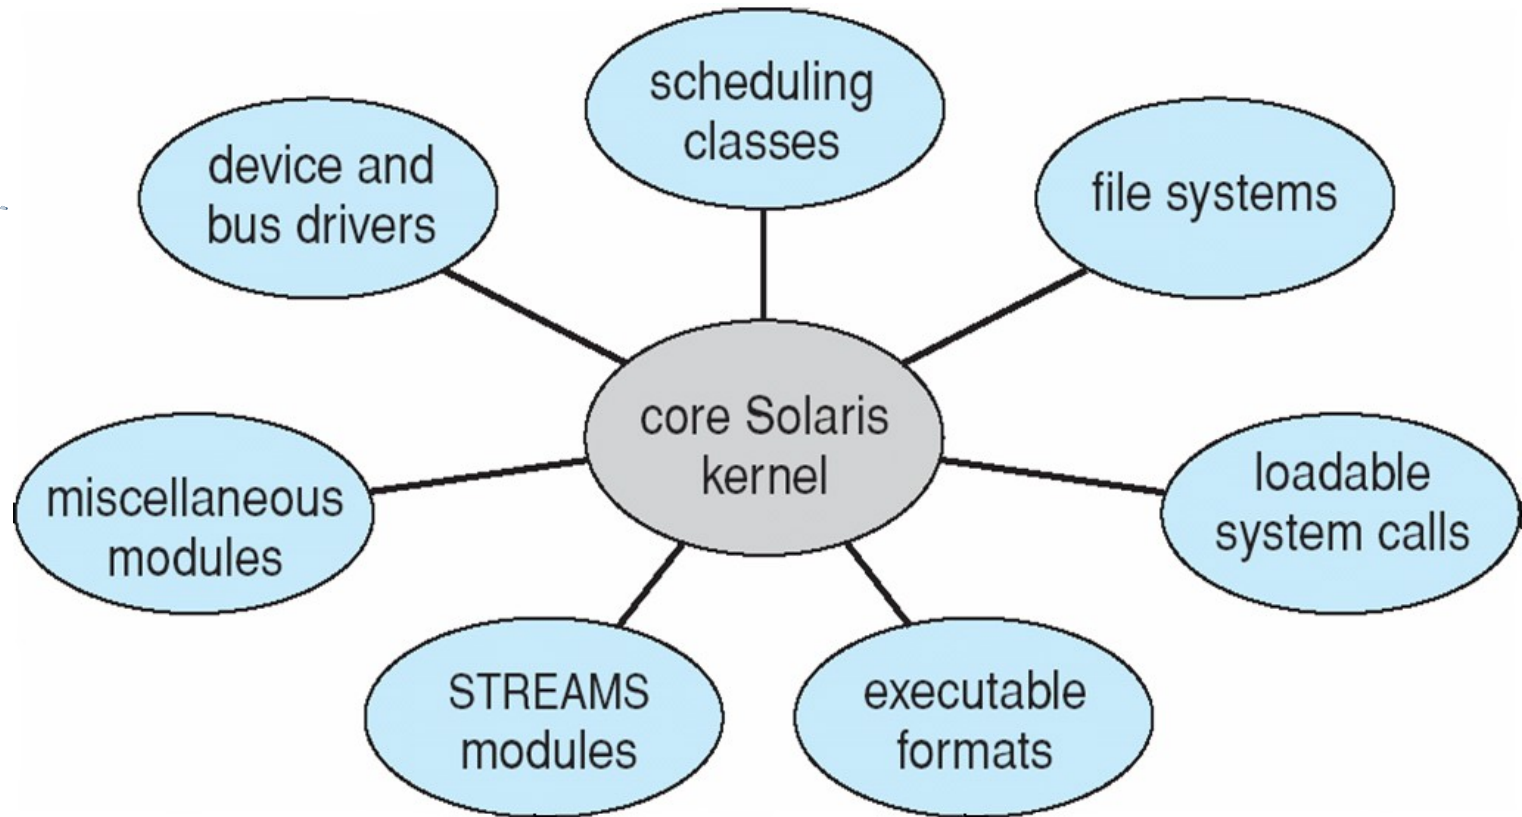 scheduling
classes
device and
bus drivers
file systems
core Solaris
kernel
miscellaneous
modules
loadable
system calls
STREAMS
modules
executable
formats